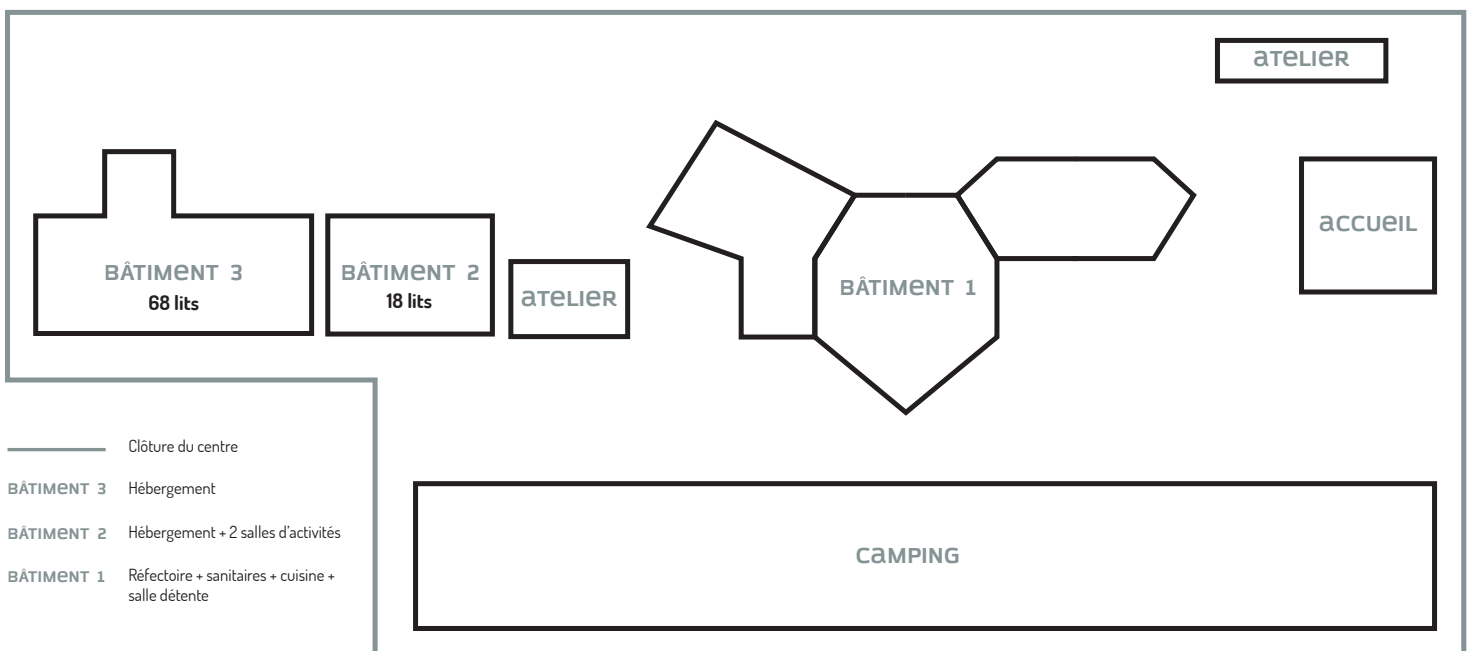 ATELIER
ACCUEIL
BÂTIMENT 3
68 lits
BÂTIMENT 2
18 lits
ATELIER
BÂTIMENT 1
Clôture du centre
BÂTIMENT 3 Hébergement
BÂTIMENT 2 Hébergement + 2 salles d'activités
BÂTIMENT 1 Réfectoire + sanitaires + cuisine +
salle détente
CAMPING